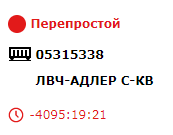 Перепростой
05315338
ЛВЧ-АДЛЕР С-КВ
-4095:19:21